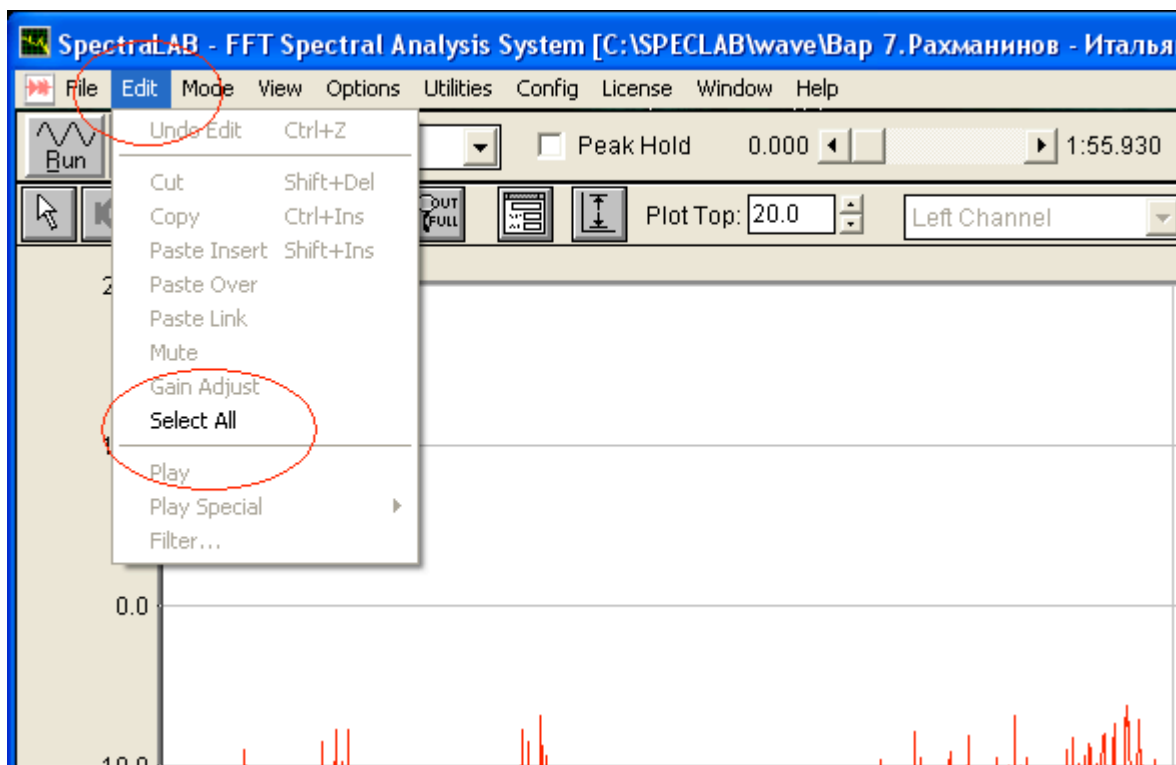 SpectraLAB - FFT Spectral Analysis System [C:\SPECLAB\wave\Вар 7.Рахманинов - Италья
File Edit Mode View Options Utilities Config License Window Help
Run Peak Hold 0.000 1:55.930
OUT FULL Plot Top: 20.0 Left Channel
Undo Edit Ctrl+Z
Cut Shift+Del
Copy Ctrl+Ins
Paste Insert Shift+Ins
Paste Over
Paste Link
Mute
Gain Adjust
Select All
Play
Play Special
Filter...
0.0